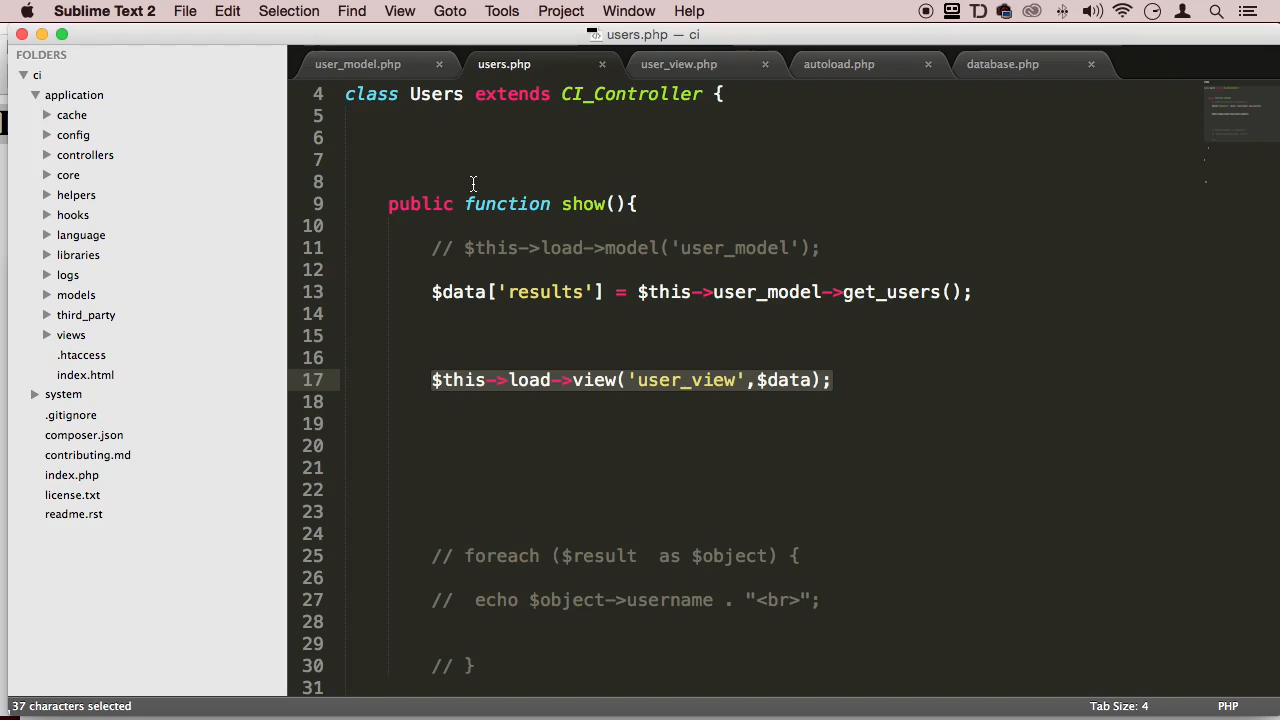 Sublime Text 2 File Edit Selection Find View Goto Tools Project Window Help
users.php — ci
FOLDERS
ci
application
cache
config
controllers
core
helpers
hooks
language
libraries
logs
models
third_party
views
.htaccess
index.html
system
.gitignore
composer.json
contributing.md
index.php
license.txt
readme.rst
user_model.php × users.php × user_view.php × autoload.php × database.php ×
4 class Users extends CI_Controller {
5
6
7
8
9 public function show(){
10
11 // $this->load->model('user_model');
12
13 $data['results'] = $this->user_model->get_users();
14
15
16
17 $this->load->view('user_view',$data);
18
19
20
21
22
23
24
25 // foreach ($result as $object) {
26
27 // echo $object->username . "<br>";
28
29
30 // }
31
37 characters selected Tab Size: 4 PHP